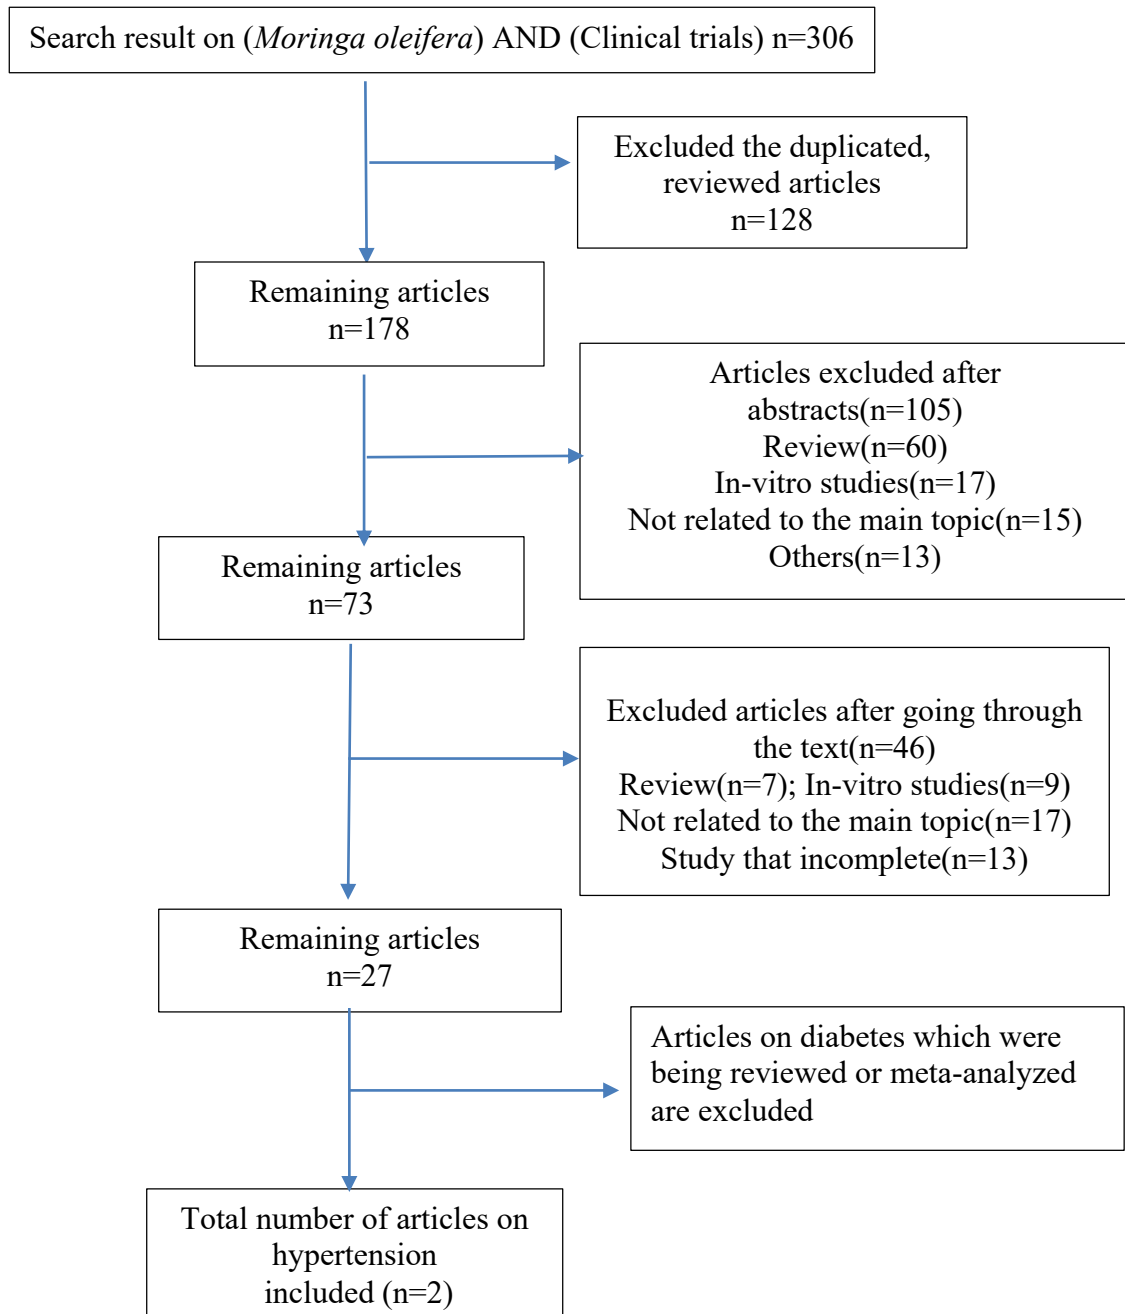 Search result on (Moringa oleifera) AND (Clinical trials) n=306
Excluded the duplicated,
reviewed articles
n=128
Remaining articles
n=178
Articles excluded after
abstracts(n=105)
Review(n=60)
In-vitro studies(n=17)
Not related to the main topic(n=15)
Others(n=13)
Remaining articles
n=73
Excluded articles after going through
the text(n=46)
Review(n=7); In-vitro studies(n=9)
Not related to the main topic(n=17)
Study that incomplete(n=13)
Remaining articles
n=27
Articles on diabetes which were
being reviewed or meta-analyzed
are excluded
Total number of articles on
hypertension
included (n=2)